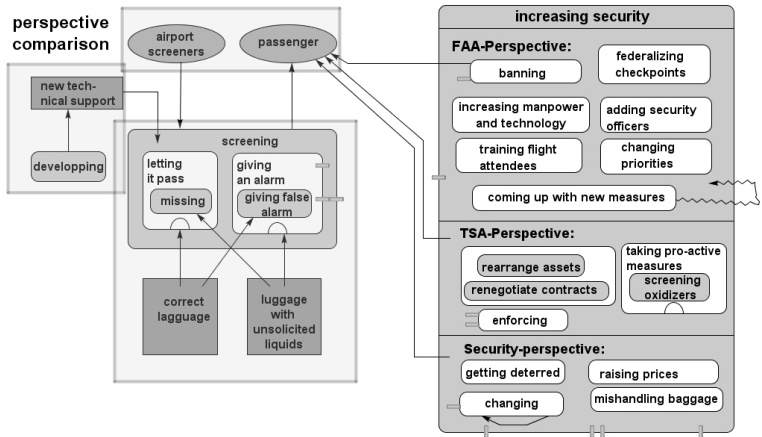 perspective
comparison
airport
screeners
passenger
new tech-
nical support
developping
screening
letting
it pass
missing
giving
an alarm
giving false
alarm
correct
lagguage
luggage
with
unsolicited
liquids
increasing security
FAA-Perspective:
banning
federalizing
checkpoints
increasing manpower
and technology
adding security
officers
training flight
attendees
changing
priorities
coming up with new measures
TSA-Perspective:
rearrange assets
renegotiate contracts
enforcing
taking pro-active
measures
screening
oxidizers
Security-perspective:
getting deterred
raising prices
changing
mishandling baggage